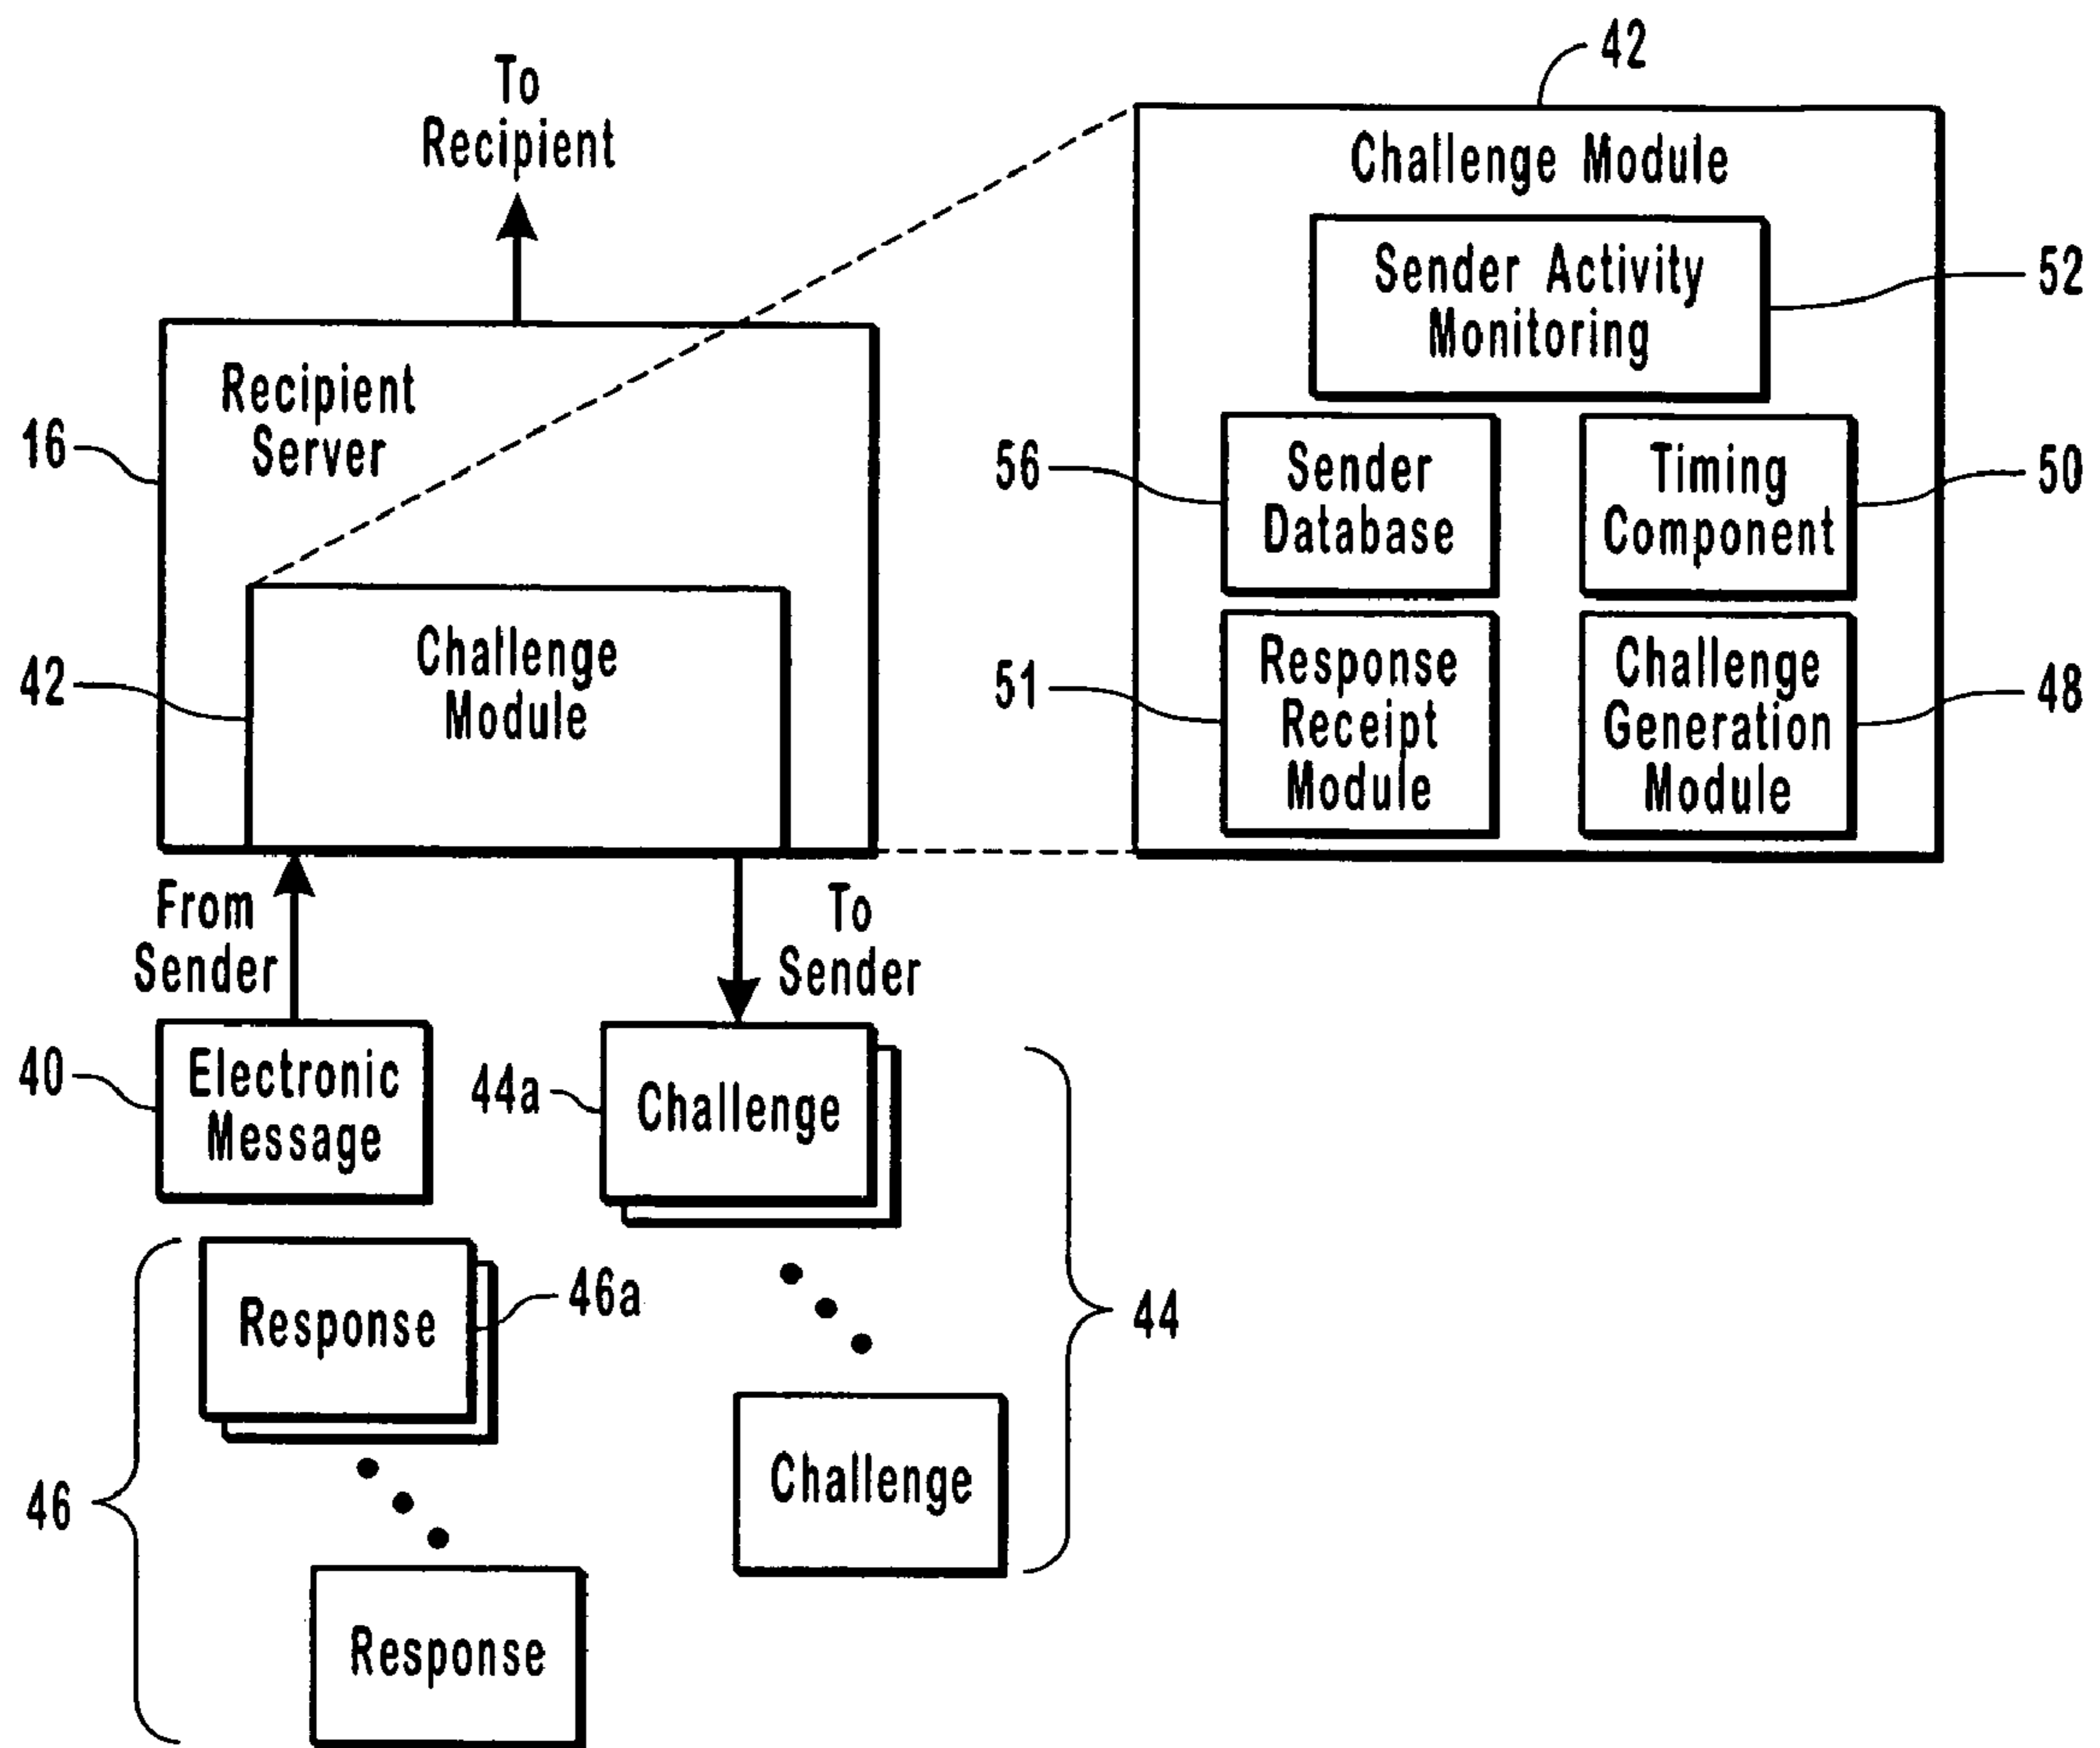 To
Recipient
Recipient
Server
16
Challenge
Module
42
42
Challenge Module
Sender Activity
Monitoring
52
56
Sender
Database
Timing
Component
50
51
Response
Receipt
Module
Challenge
Generation
Module
48
From
Sender
To
Sender
40
Electronic
Message
44a
Challenge
Response
46a
44
Challenge
46
Response